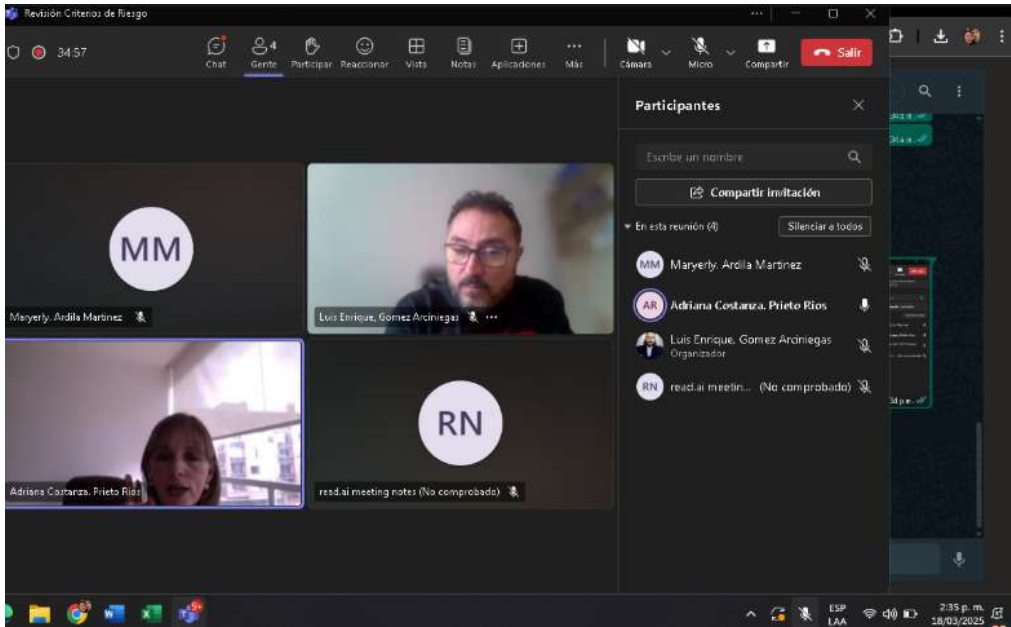 Revisión Criterios de Riesgo
34:57
Chat
4
Gente
Participar
Reaccionar
Vista
Notas
Aplicaciones
Más
Cámara
Micro
Compartir
Salir
Participantes
Escribe un nombre
Compartir invitación
En esta reunión (4)
Silenciar a todos
MM Maryerly. Ardila Martinez
AR Adriana Costanza. Prieto Rios
Luis Enrique. Gomez Arciniegas
Organizador
RN read.ai meetin... (No comprobado)
MM
Maryerly. Ardila Martinez
Luis Enrique, Gomez Arciniegas
Adriana Costanza. Prieto Rios
RN
read.ai meeting notes (No comprobado)
9+
ESP
LAA
2:35 p. m.
18/03/2025